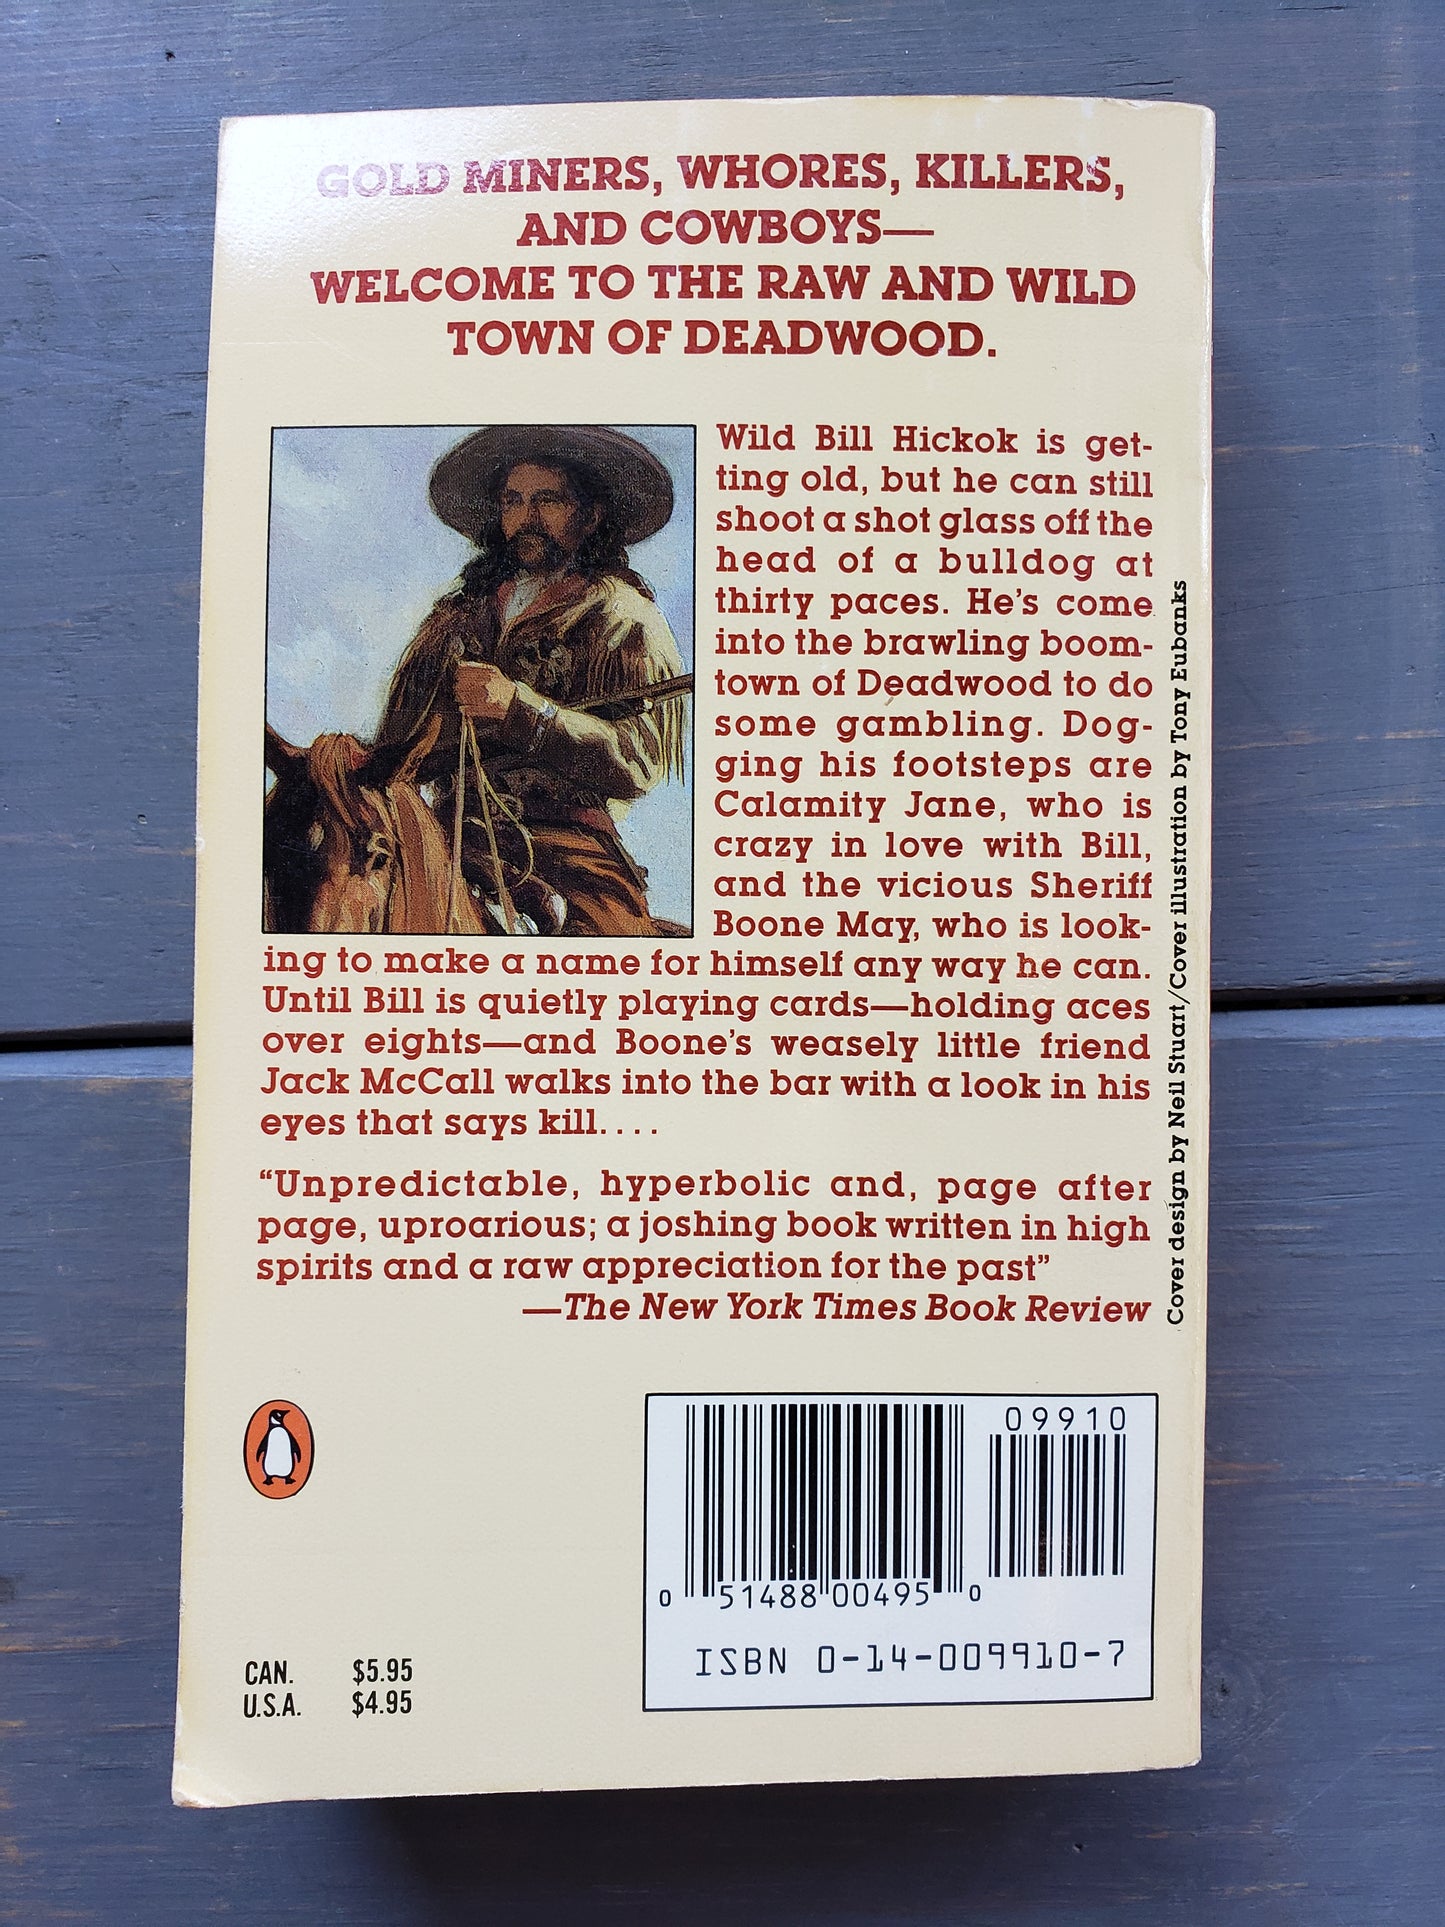 GOLD MINERS, WHORES, KILLERS,
AND COWBOYS—
WELCOME TO THE RAW AND WILD
TOWN OF DEADWOOD.
Wild Bill Hickok is get-
ting old, but he can still
shoot a shot glass off the
head of a bulldog at
thirty paces. He's come
into the brawling boom-
town of Deadwood to do
some gambling. Dog-
ging his footsteps are
Calamity Jane, who is
crazy in love with Bill,
and the vicious Sheriff
Boone May, who is look-
ing to make a name for himself any way he can.
Until Bill is quietly playing cards—holding aces
over eights—and Boone's weasely little friend
Jack McCall walks into the bar with a look in his
eyes that says kill. . . .
“Unpredictable, hyperbolic and, page after
page, uproarious; a joshing book written in high
spirits and a raw appreciation for the past”
—The New York Times Book Review
Cover design by Neil Stuart/Cover illustration by Tony Eubanks
09910
0 51488 00495 0
ISBN 0-14-009910-7
CAN. $5.95
U.S.A. $4.95